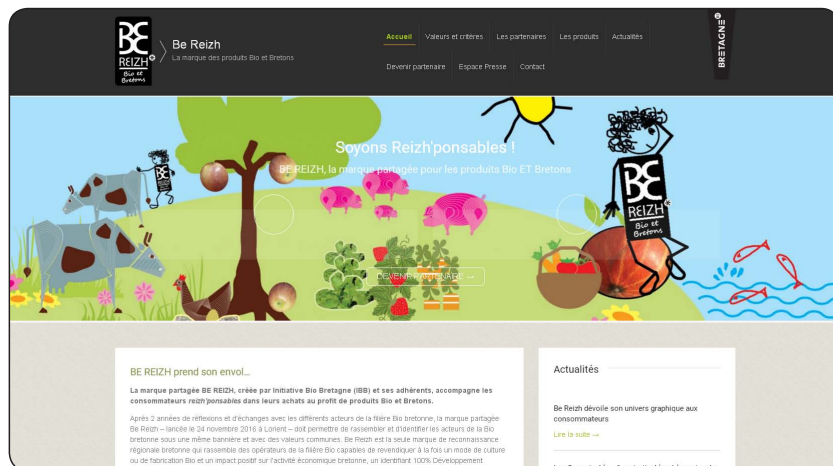 BE
REIZH
Bio et
Bretons
Be Reizh
La marque des produits Bio et Bretons
Accueil Valeurs et critères Les partenaires Les produits Actualités
Devenir partenaire Espace Presse Contact
BRETAGNE
Soyons Reizh'ponsables !
BE REIZH, la marque partagée pour les produits Bio ET Bretons
BE
REIZH
Bio et
Bretons
DEVENIR PARTENAIRE →
BE REIZH prend son envol...
La marque partagée BE REIZH, créée par Initiative Bio Bretagne (IBB) et ses adhérents, accompagne les
consommateurs reizh'ponsables dans leurs achats au profit de produits Bio et Bretons.
Après 2 années de réflexions et d'échanges avec les différents acteurs de la filière Bio bretonne, la marque partagée
Be Reizh – lancée le 24 novembre 2016 à Lorient – doit permettre de rassembler et d'identifier les acteurs de la Bio
bretonne sous une même bannière et avec des valeurs communes. Be Reizh est la seule marque de reconnaissance
régionale bretonne qui rassemble des opérateurs de la filière Bio capables de revendiquer à la fois un mode de culture
ou de fabrication Bio et un impact positif sur l'activité économique bretonne, un identifiant 100% Développement
Actualités
Be Reizh dévoile son univers graphique aux
consommateurs
Lire la suite →